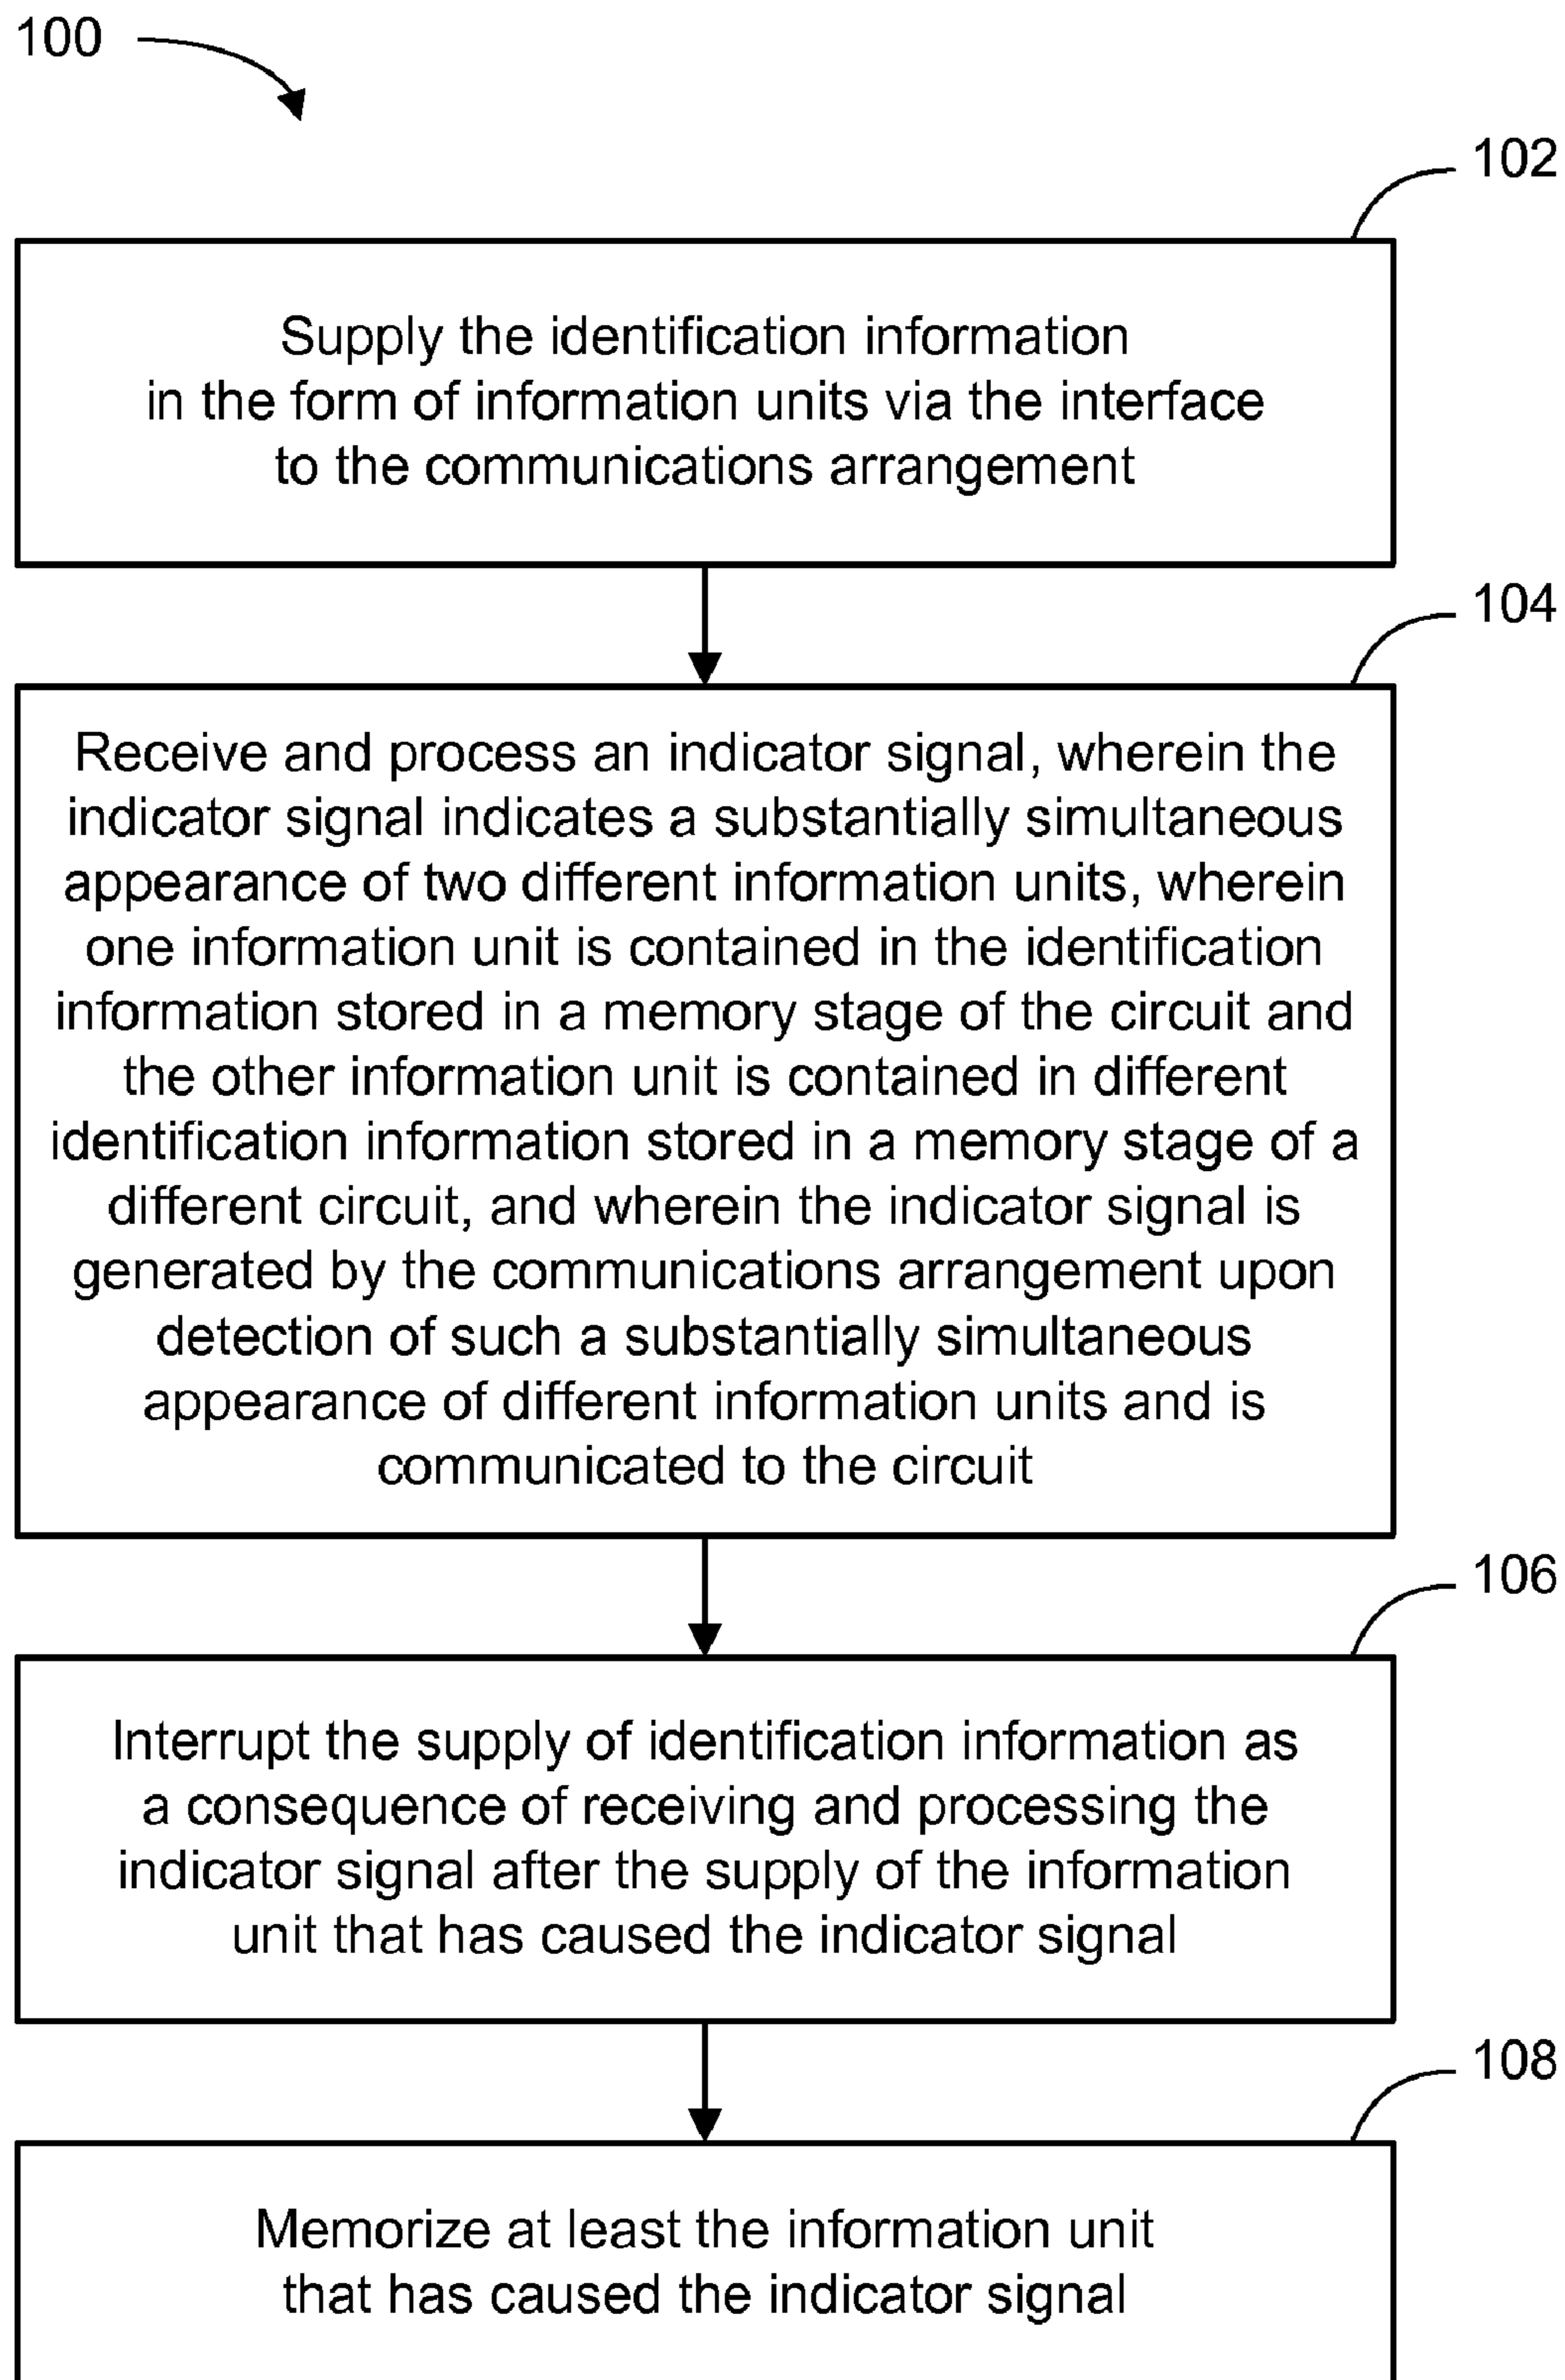 100
102
Supply the identification information
in the form of information units via the interface
to the communications arrangement
104
Receive and process an indicator signal, wherein the
indicator signal indicates a substantially simultaneous
appearance of two different information units, wherein
one information unit is contained in the identification
information stored in a memory stage of the circuit and
the other information unit is contained in different
identification information stored in a memory stage of a
different circuit, and wherein the indicator signal is
generated by the communications arrangement upon
detection of such a substantially simultaneous
appearance of different information units and is
communicated to the circuit
106
Interrupt the supply of identification information as
a consequence of receiving and processing the
indicator signal after the supply of the information
unit that has caused the indicator signal
108
Memorize at least the information unit
that has caused the indicator signal